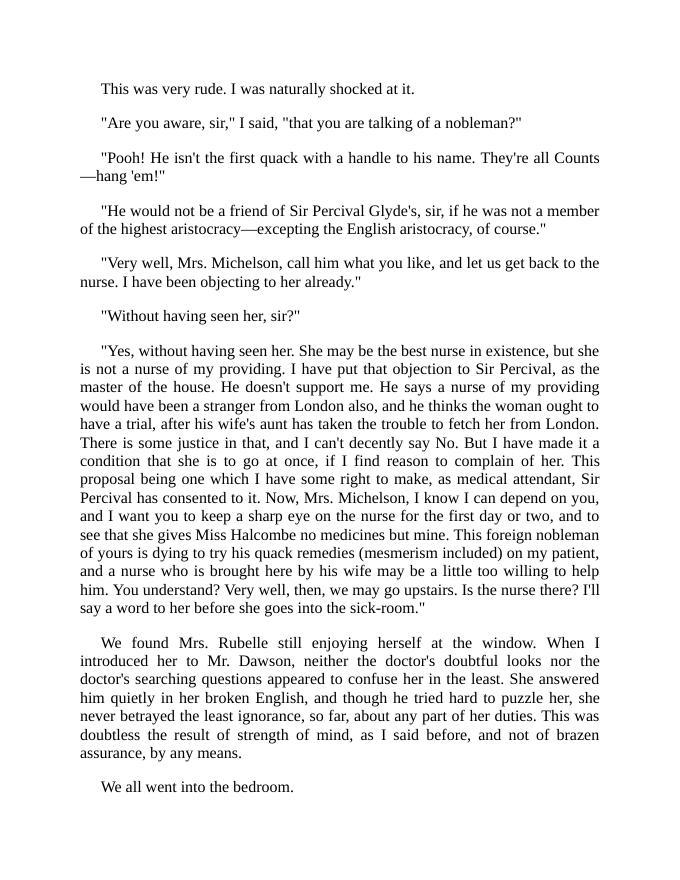 This was very rude. I was naturally shocked at it.
"Are you aware, sir," I said, "that you are talking of a nobleman?"
"Pooh! He isn't the first quack with a handle to his name. They're all Counts
—hang 'em!"
"He would not be a friend of Sir Percival Glyde's, sir, if he was not a member
of the highest aristocracy—excepting the English aristocracy, of course."
"Very well, Mrs. Michelson, call him what you like, and let us get back to the
nurse. I have been objecting to her already."
"Without having seen her, sir?"
"Yes, without having seen her. She may be the best nurse in existence, but she
is not a nurse of my providing. I have put that objection to Sir Percival, as the
master of the house. He doesn't support me. He says a nurse of my providing
would have been a stranger from London also, and he thinks the woman ought to
have a trial, after his wife's aunt has taken the trouble to fetch her from London.
There is some justice in that, and I can't decently say No. But I have made it a
condition that she is to go at once, if I find reason to complain of her. This
proposal being one which I have some right to make, as medical attendant, Sir
Percival has consented to it. Now, Mrs. Michelson, I know I can depend on you,
and I want you to keep a sharp eye on the nurse for the first day or two, and to
see that she gives Miss Halcombe no medicines but mine. This foreign nobleman
of yours is dying to try his quack remedies (mesmerism included) on my patient,
and a nurse who is brought here by his wife may be a little too willing to help
him. You understand? Very well, then, we may go upstairs. Is the nurse there? I'll
say a word to her before she goes into the sick-room."
We found Mrs. Rubelle still enjoying herself at the window. When I
introduced her to Mr. Dawson, neither the doctor's doubtful looks nor the
doctor's searching questions appeared to confuse her in the least. She answered
him quietly in her broken English, and though he tried hard to puzzle her, she
never betrayed the least ignorance, so far, about any part of her duties. This was
doubtless the result of strength of mind, as I said before, and not of brazen
assurance, by any means.
We all went into the bedroom.